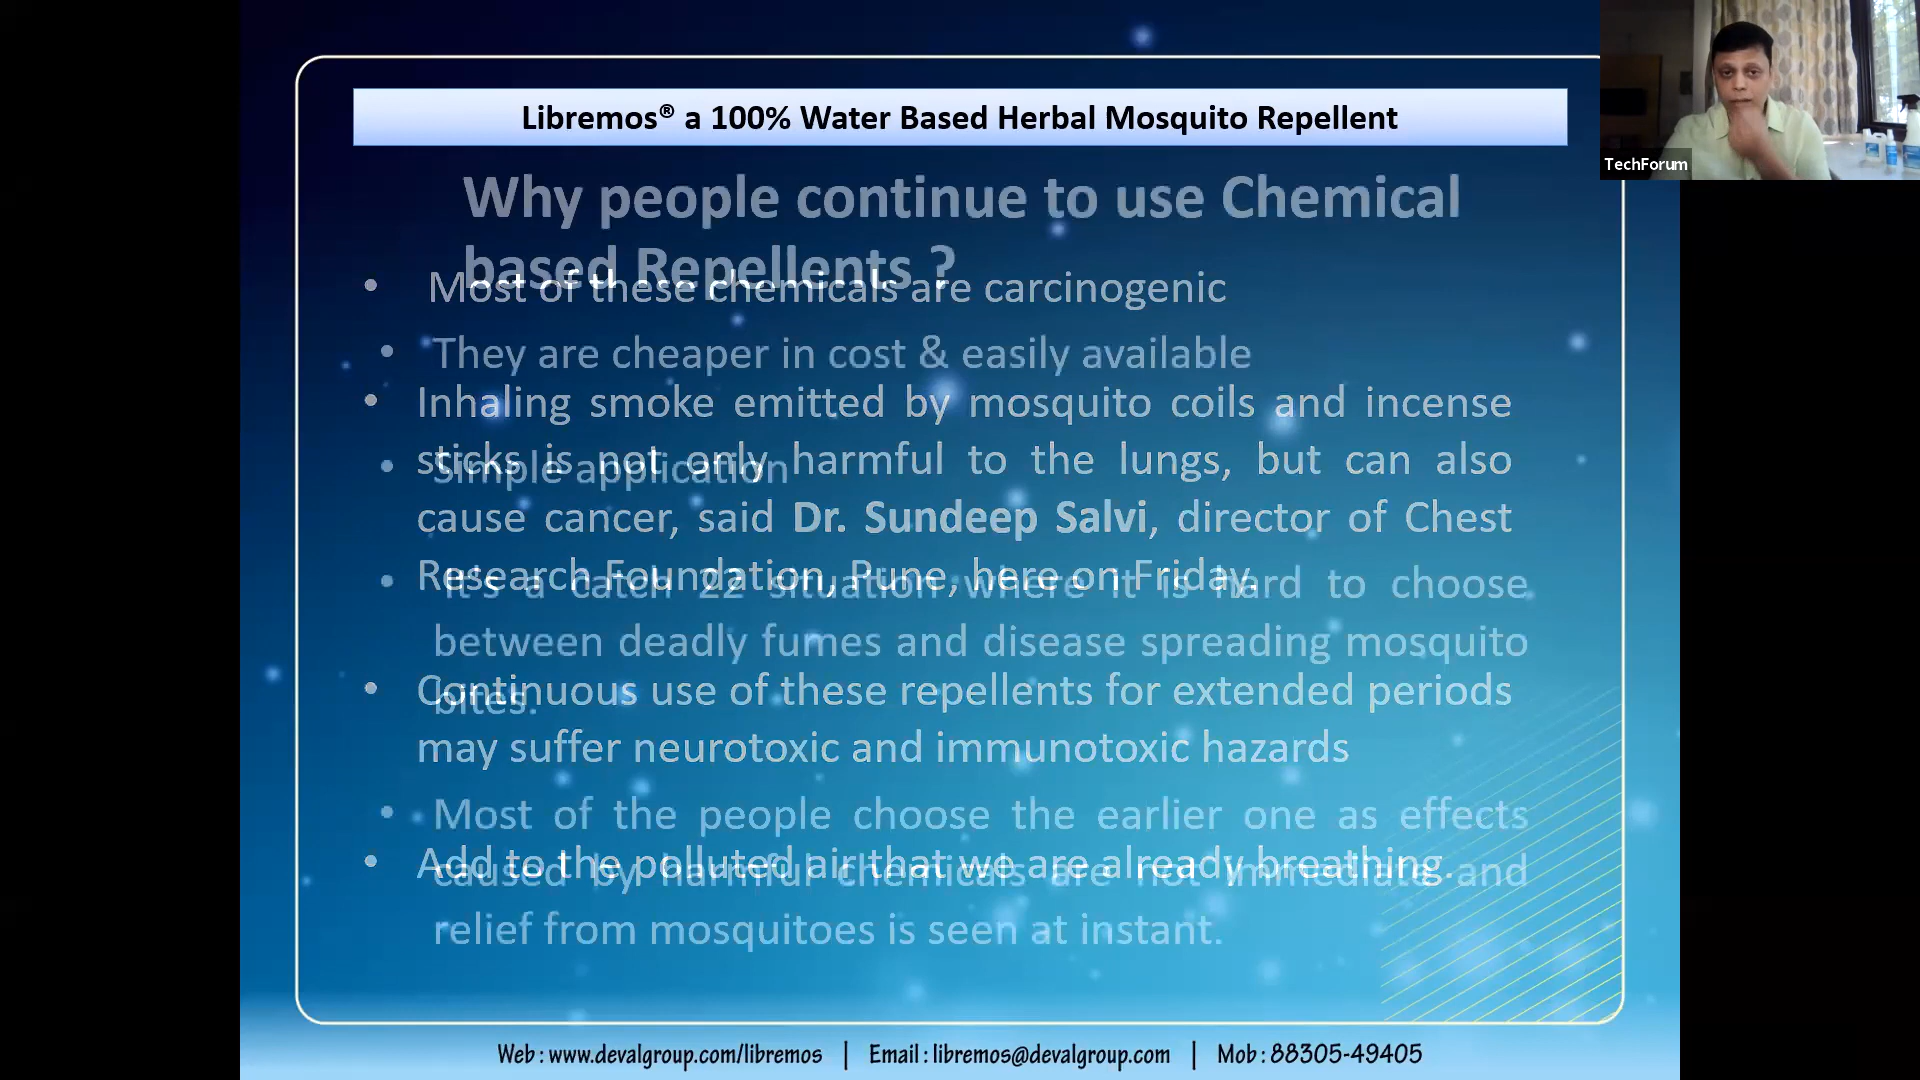 Libremos® a 100% Water Based Herbal Mosquito Repellent
TechForum
Why people continue to use Chemical
based Repellents ?
• Most of these chemicals are carcinogenic
• They are cheaper in cost & easily available
• Inhaling smoke emitted by mosquito coils and incense
sticks is not only harmful to the lungs, but can also
• Simple application
cause cancer, said Dr. Sundeep Salvi, director of Chest
Research Foundation, Pune, here on Friday.
• It's a catch 22 situation where it is hard to choose
between deadly fumes and disease spreading mosquito
bites.
• Continuous use of these repellents for extended periods
may suffer neurotoxic and immunotoxic hazards
• Most of the people choose the earlier one as effects
caused by harmful chemicals are not immediate and
relief from mosquitoes is seen at instant.
• Add to the polluted air that we are already breathing.
Web : www.devalgroup.com/libremos | Email : libremos@devalgroup.com | Mob : 88305-49405